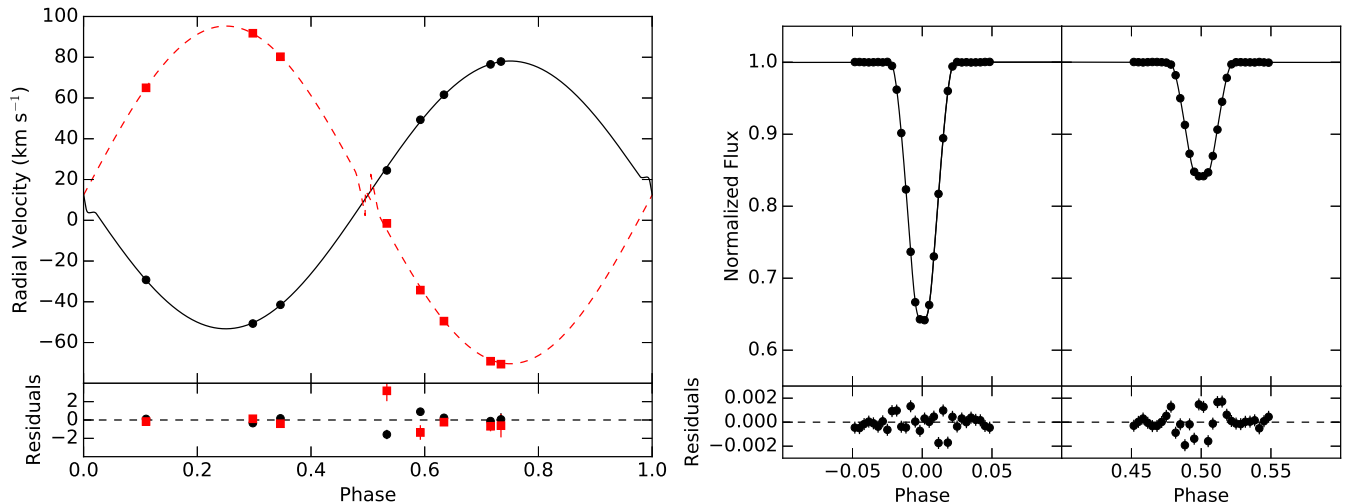 Radial Velocity (km s⁻¹)
100
80
60
40
20
0
−20
−40
−60
Residuals
2
0
−2
0.0 0.2 0.4 0.6 0.8 1.0
Phase
Normalized Flux
1.0
0.9
0.8
0.7
0.6
Residuals
0.002
0.000
−0.002
−0.05 0.00 0.05 0.45 0.50 0.55
Phase Phase